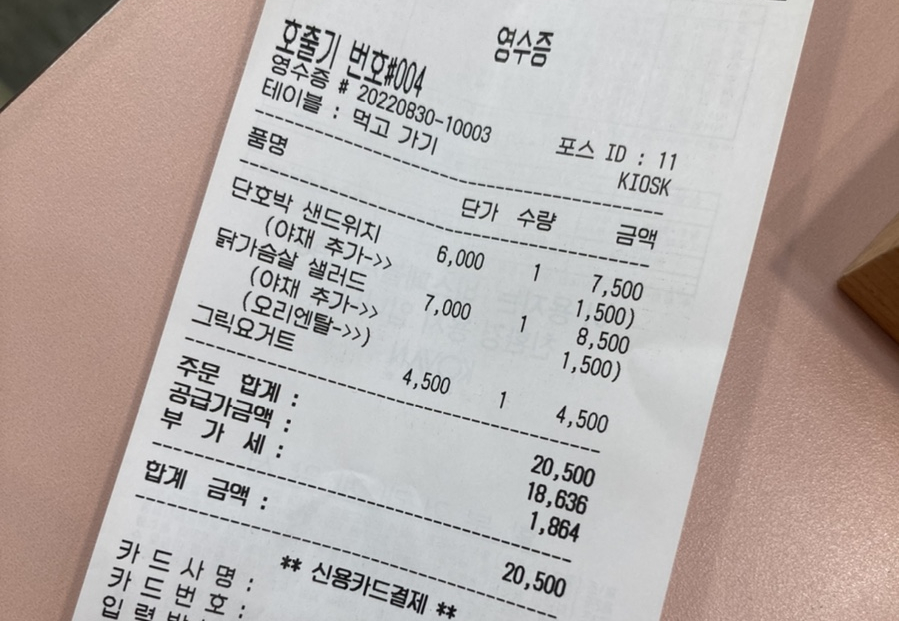 영수증
호출기 번호#004
영수증 # 20220830-10003 포스 ID : 11
테이블 : 먹고 가기 KIOSK
품명 단가 수량 금액
단호박 샌드위치 6,000 1 7,500
(야채 추가->> 1,500)
닭가슴살 샐러드 7,000 1 8,500
(야채 추가->> 1,500)
(오리엔탈->>)
그릭요거트 4,500 1 4,500
주문 합계 : 20,500
공급가금액 : 18,636
부 가 세 : 1,864
합계 금액 : 20,500
** 신용카드결제 **
카 드 사 명 :
카 드 번 호 :
입 력